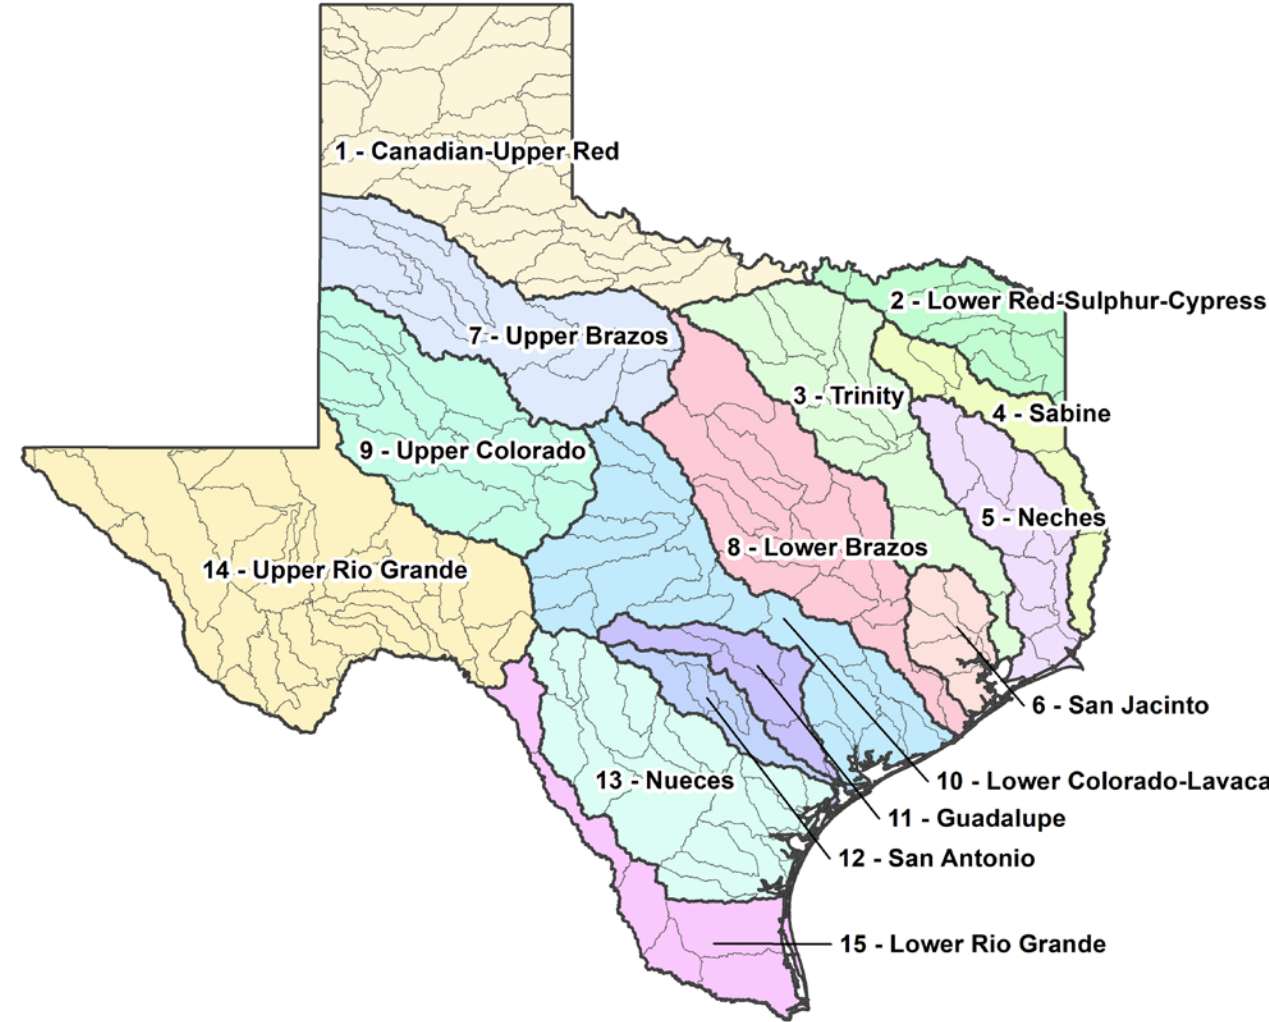 1 - Canadian-Upper Red
2 - Lower Red-Sulphur-Cypress
7 - Upper Brazos
3 - Trinity
4 - Sabine
9 - Upper Colorado
5 - Neches
8 - Lower Brazos
14 - Upper Rio Grande
6 - San Jacinto
13 - Nueces
10 - Lower Colorado-Lavaca
11 - Guadalupe
12 - San Antonio
15 - Lower Rio Grande